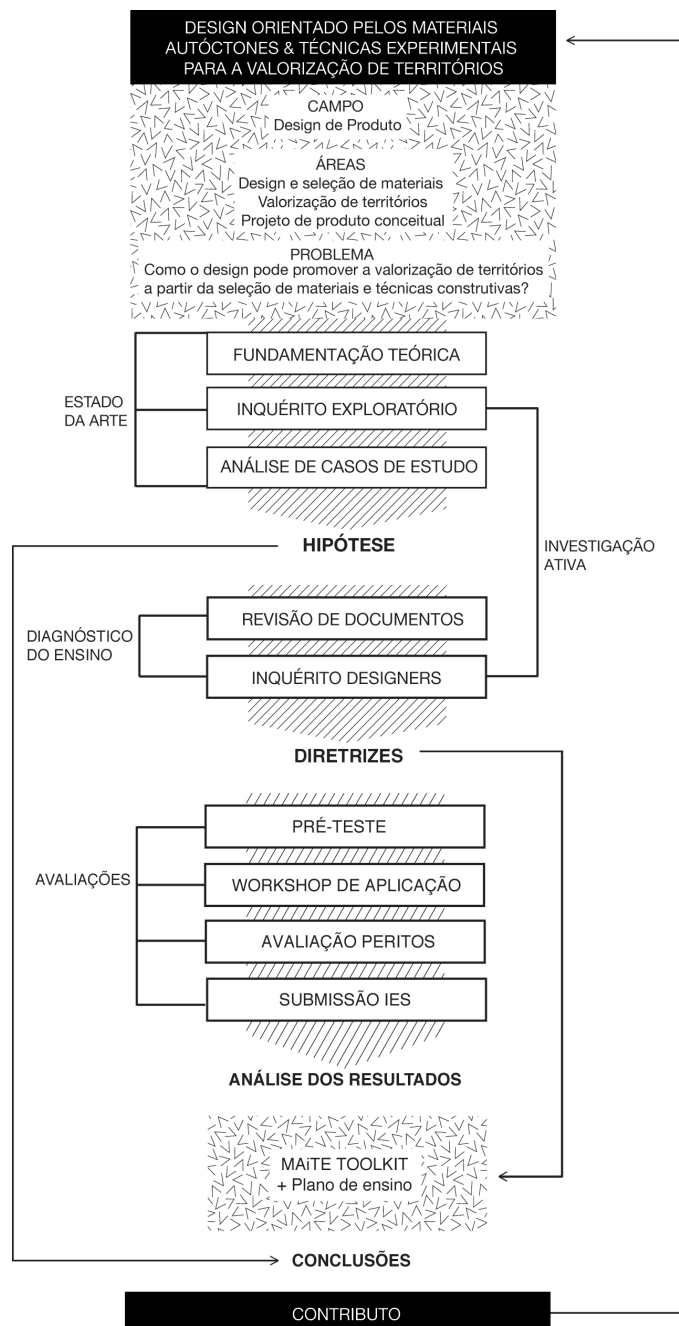 DESIGN ORIENTADO PELOS MATERIAIS
AUTÓCTONES & TÉCNICAS EXPERIMENTAIS
PARA A VALORIZAÇÃO DE TERRITÓRIOS
CAMPO
Design de Produto
ÁREAS
Design e seleção de materiais
Valorização de territórios
Projeto de produto conceitual
PROBLEMA
Como o design pode promover a valorização de territórios
a partir da seleção de materiais e técnicas construtivas?
ESTADO
DA ARTE
FUNDAMENTAÇÃO TEÓRICA
INQUÉRITO EXPLORATÓRIO
ANÁLISE DE CASOS DE ESTUDO
HIPÓTESE
INVESTIGAÇÃO
ATIVA
DIAGNÓSTICO
DO ENSINO
REVISÃO DE DOCUMENTOS
INQUÉRITO DESIGNERS
DIRETRIZES
AVALIAÇÕES
PRÉ-TESTE
WORKSHOP DE APLICAÇÃO
AVALIAÇÃO PERITOS
SUBMISSÃO IES
ANÁLISE DOS RESULTADOS
MAiTE TOOLKIT
+ Plano de ensino
CONCLUSÕES
CONTRIBUTO